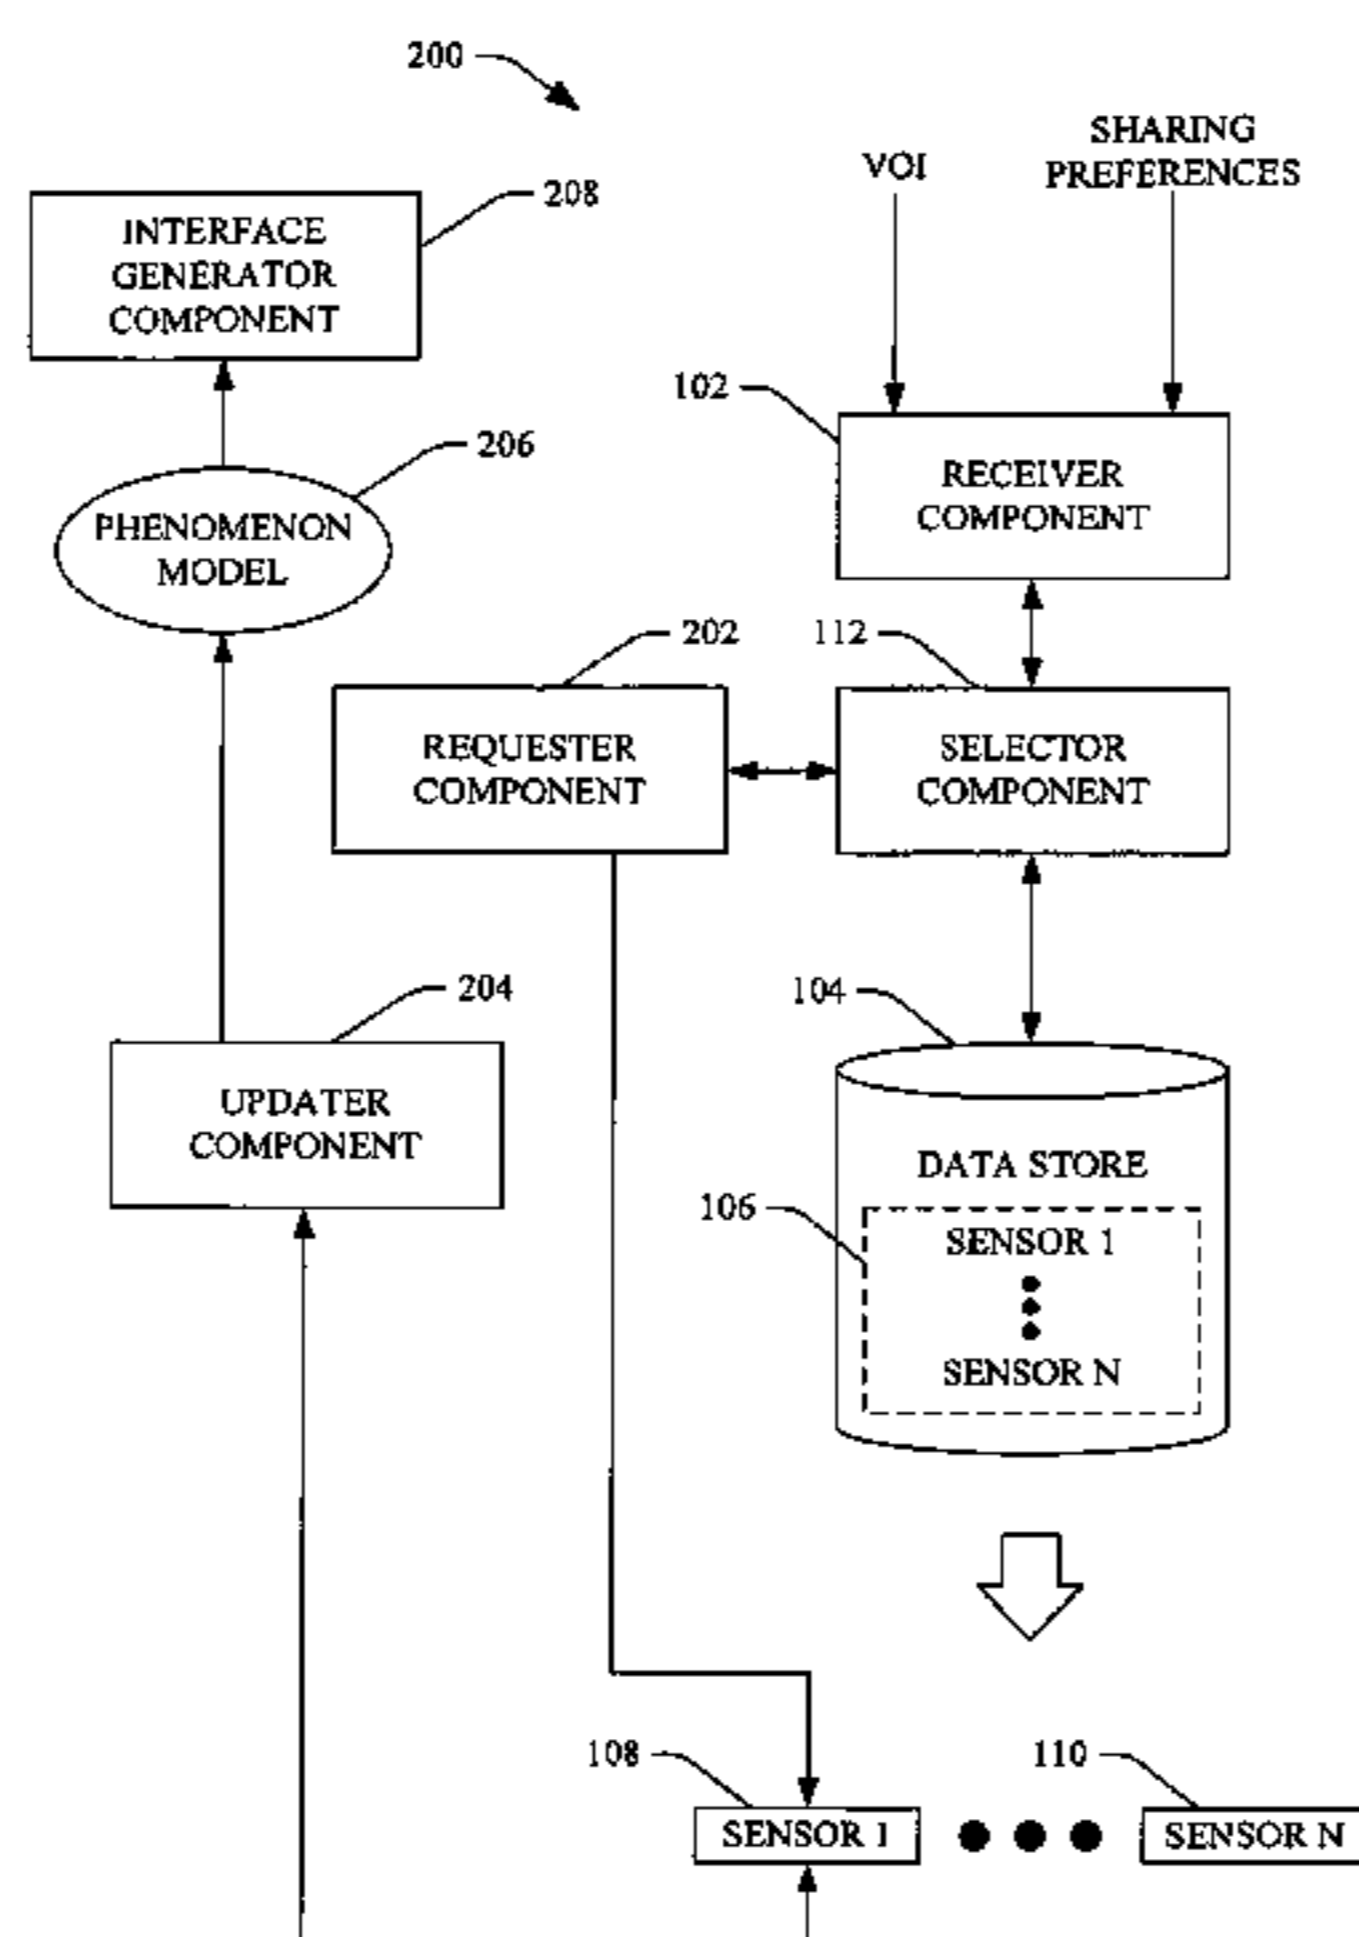 200
SHARING
PREFERENCES
VOI
208
INTERFACE
GENERATOR
COMPONENT
102
206
RECEIVER
COMPONENT
PHENOMENON
MODEL
202
112
REQUESTER
COMPONENT
SELECTOR
COMPONENT
204
104
UPDATER
COMPONENT
DATA STORE
106
SENSOR 1
SENSOR N
108
110
SENSOR 1
SENSOR N